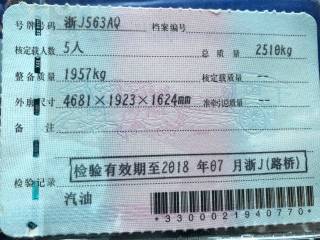 号牌号码 浙J563AQ 档案编号
核定载人数 5人 总质量 2510kg
整备质量 1957kg 核定载质量 --
外廓尺寸 4681×1923×1624mm 准牵引总质量 --
备注
检验有效期至2018年07月浙J(路桥)
检验记录
汽油
*3300021940770*